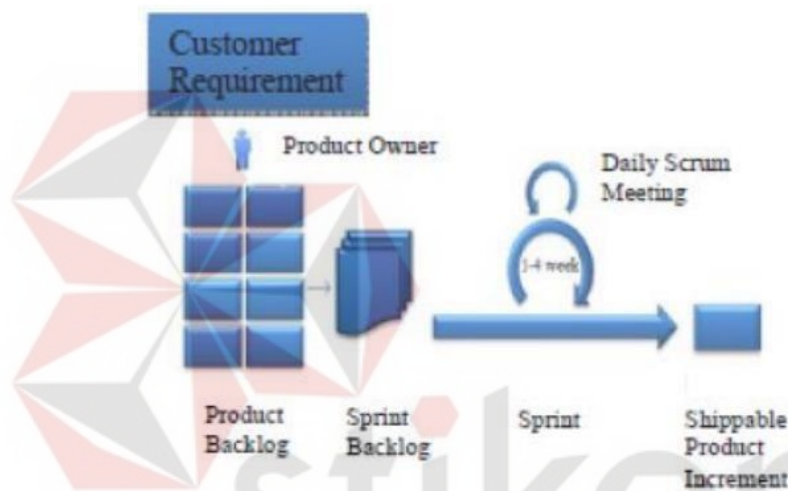 Customer
Requirement
Product Owner
Daily Scrum
Meeting
1-4 week
Product
Backlog
Sprint
Backlog
Sprint
Shippable
Product
Increment
stikom